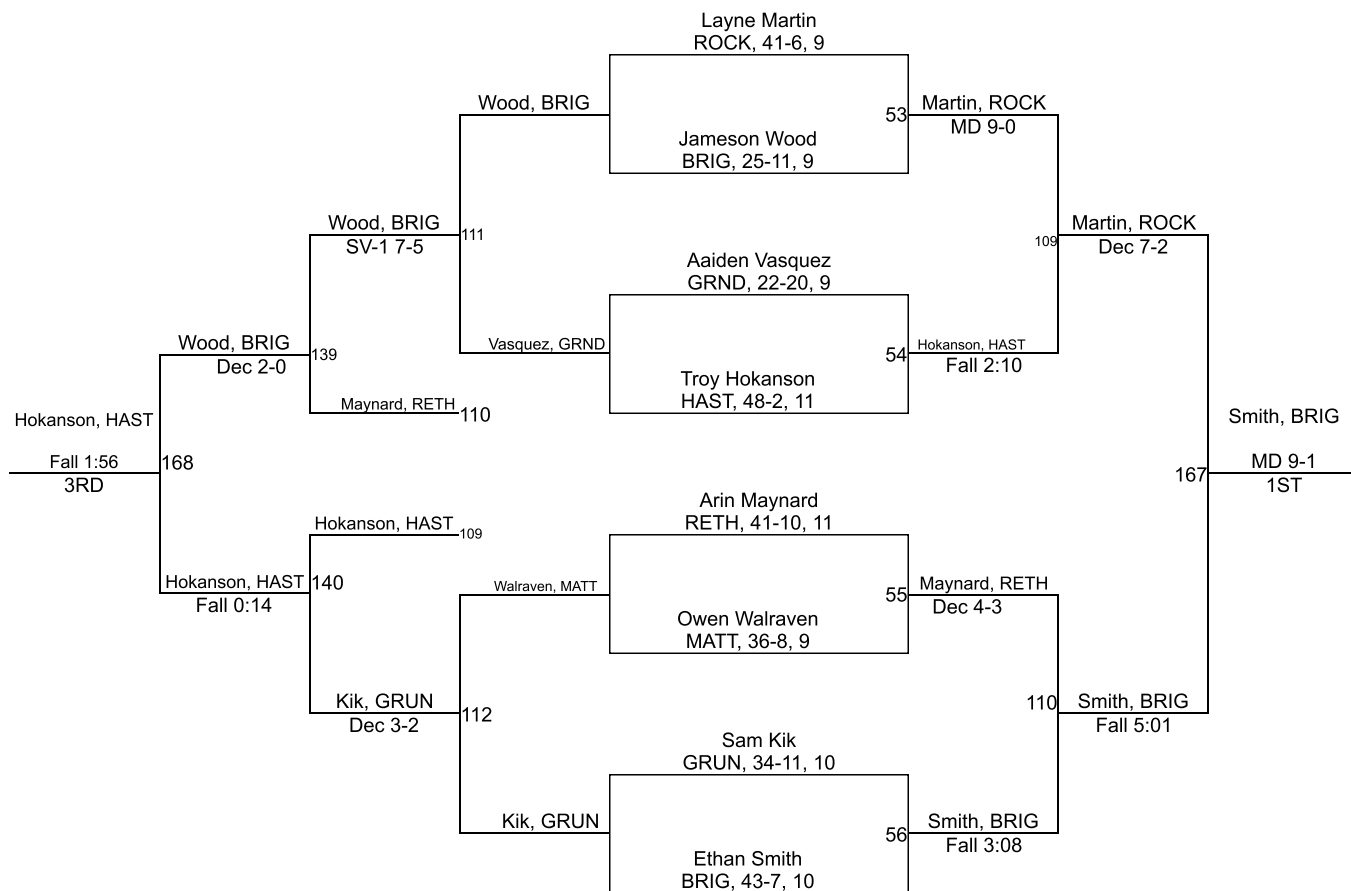 Layne Martin
ROCK, 41-6, 9
Wood, BRIG
53
Martin, ROCK
MD 9-0
Jameson Wood
BRIG, 25-11, 9
Wood, BRIG
SV-1 7-5
111
109
Martin, ROCK
Dec 7-2
Aaiden Vasquez
GRND, 22-20, 9
Wood, BRIG
Dec 2-0
139
Vasquez, GRND
54
Hokanson, HAST
Fall 2:10
Troy Hokanson
HAST, 48-2, 11
Maynard, RETH
110
Hokanson, HAST
Fall 1:56
3RD
168
167
Smith, BRIG
MD 9-1
1ST
Arin Maynard
RETH, 41-10, 11
Hokanson, HAST
109
Hokanson, HAST
Fall 0:14
140
Walraven, MATT
55
Maynard, RETH
Dec 4-3
Owen Walraven
MATT, 36-8, 9
Kik, GRUN
Dec 3-2
112
110
Smith, BRIG
Fall 5:01
Sam Kik
GRUN, 34-11, 10
Kik, GRUN
56
Smith, BRIG
Fall 3:08
Ethan Smith
BRIG, 43-7, 10